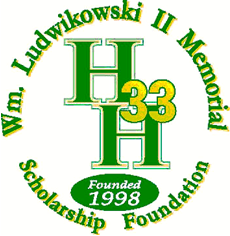 Wm. Ludwikowski II Memorial
H
33
H
Founded
1998
Scholarship Foundation